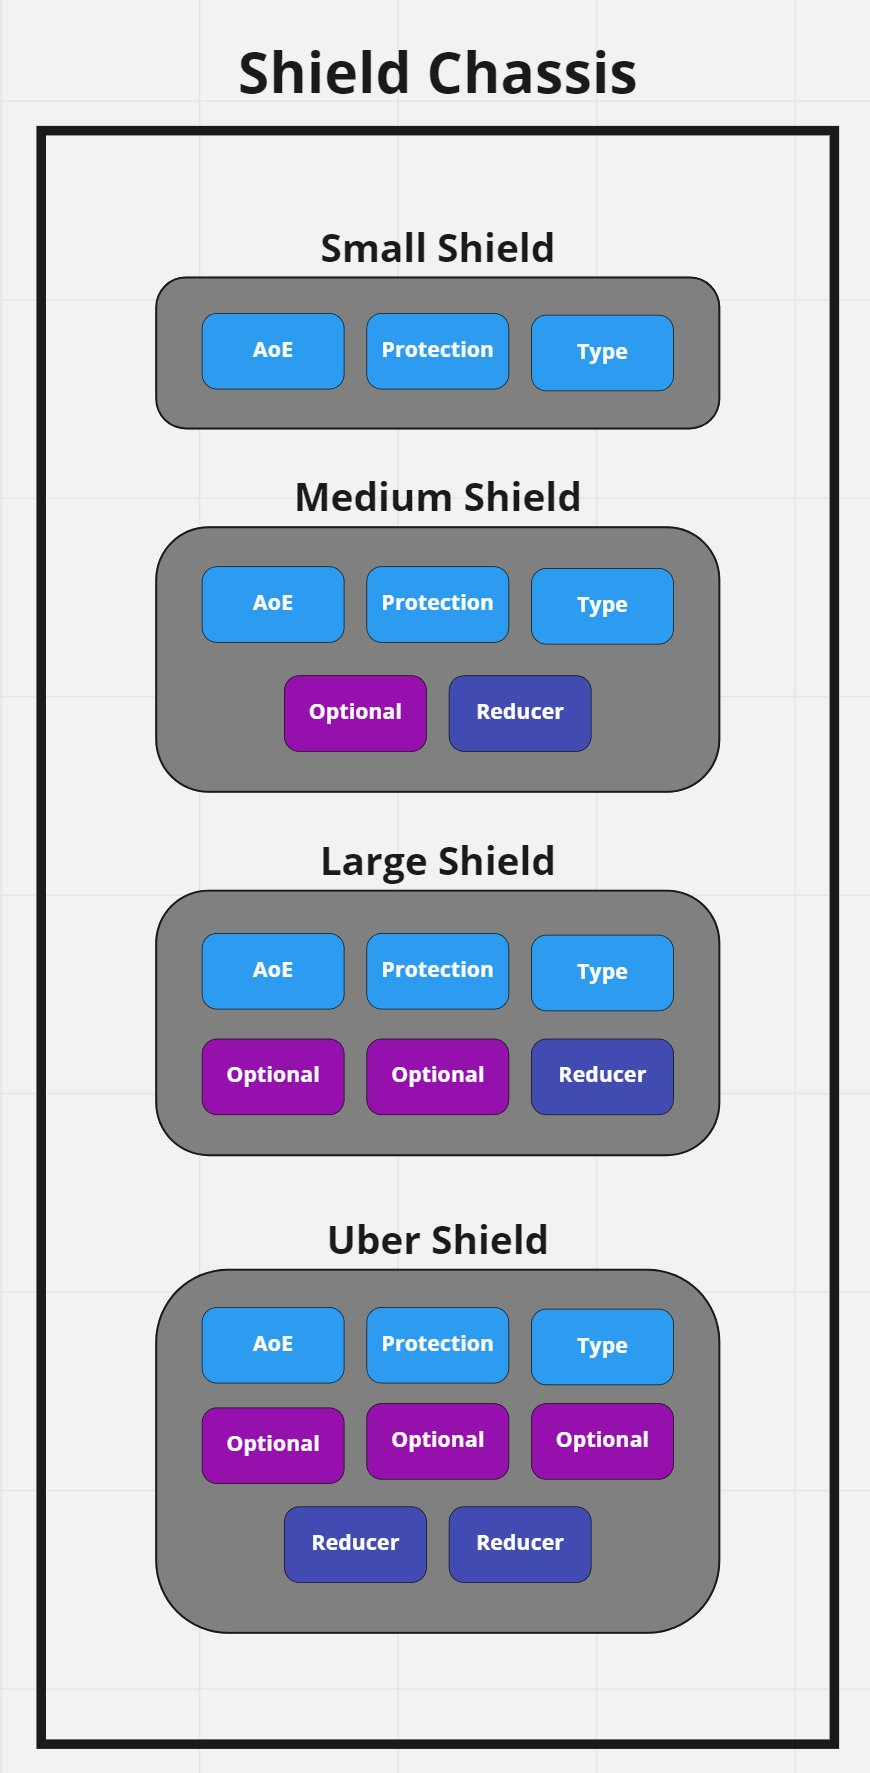 Shield Chassis
Small Shield
AoE Protection Type
Medium Shield
AoE Protection Type
Optional Reducer
Large Shield
AoE Protection Type
Optional Optional Reducer
Uber Shield
AoE Protection Type
Optional Optional Optional
Reducer Reducer